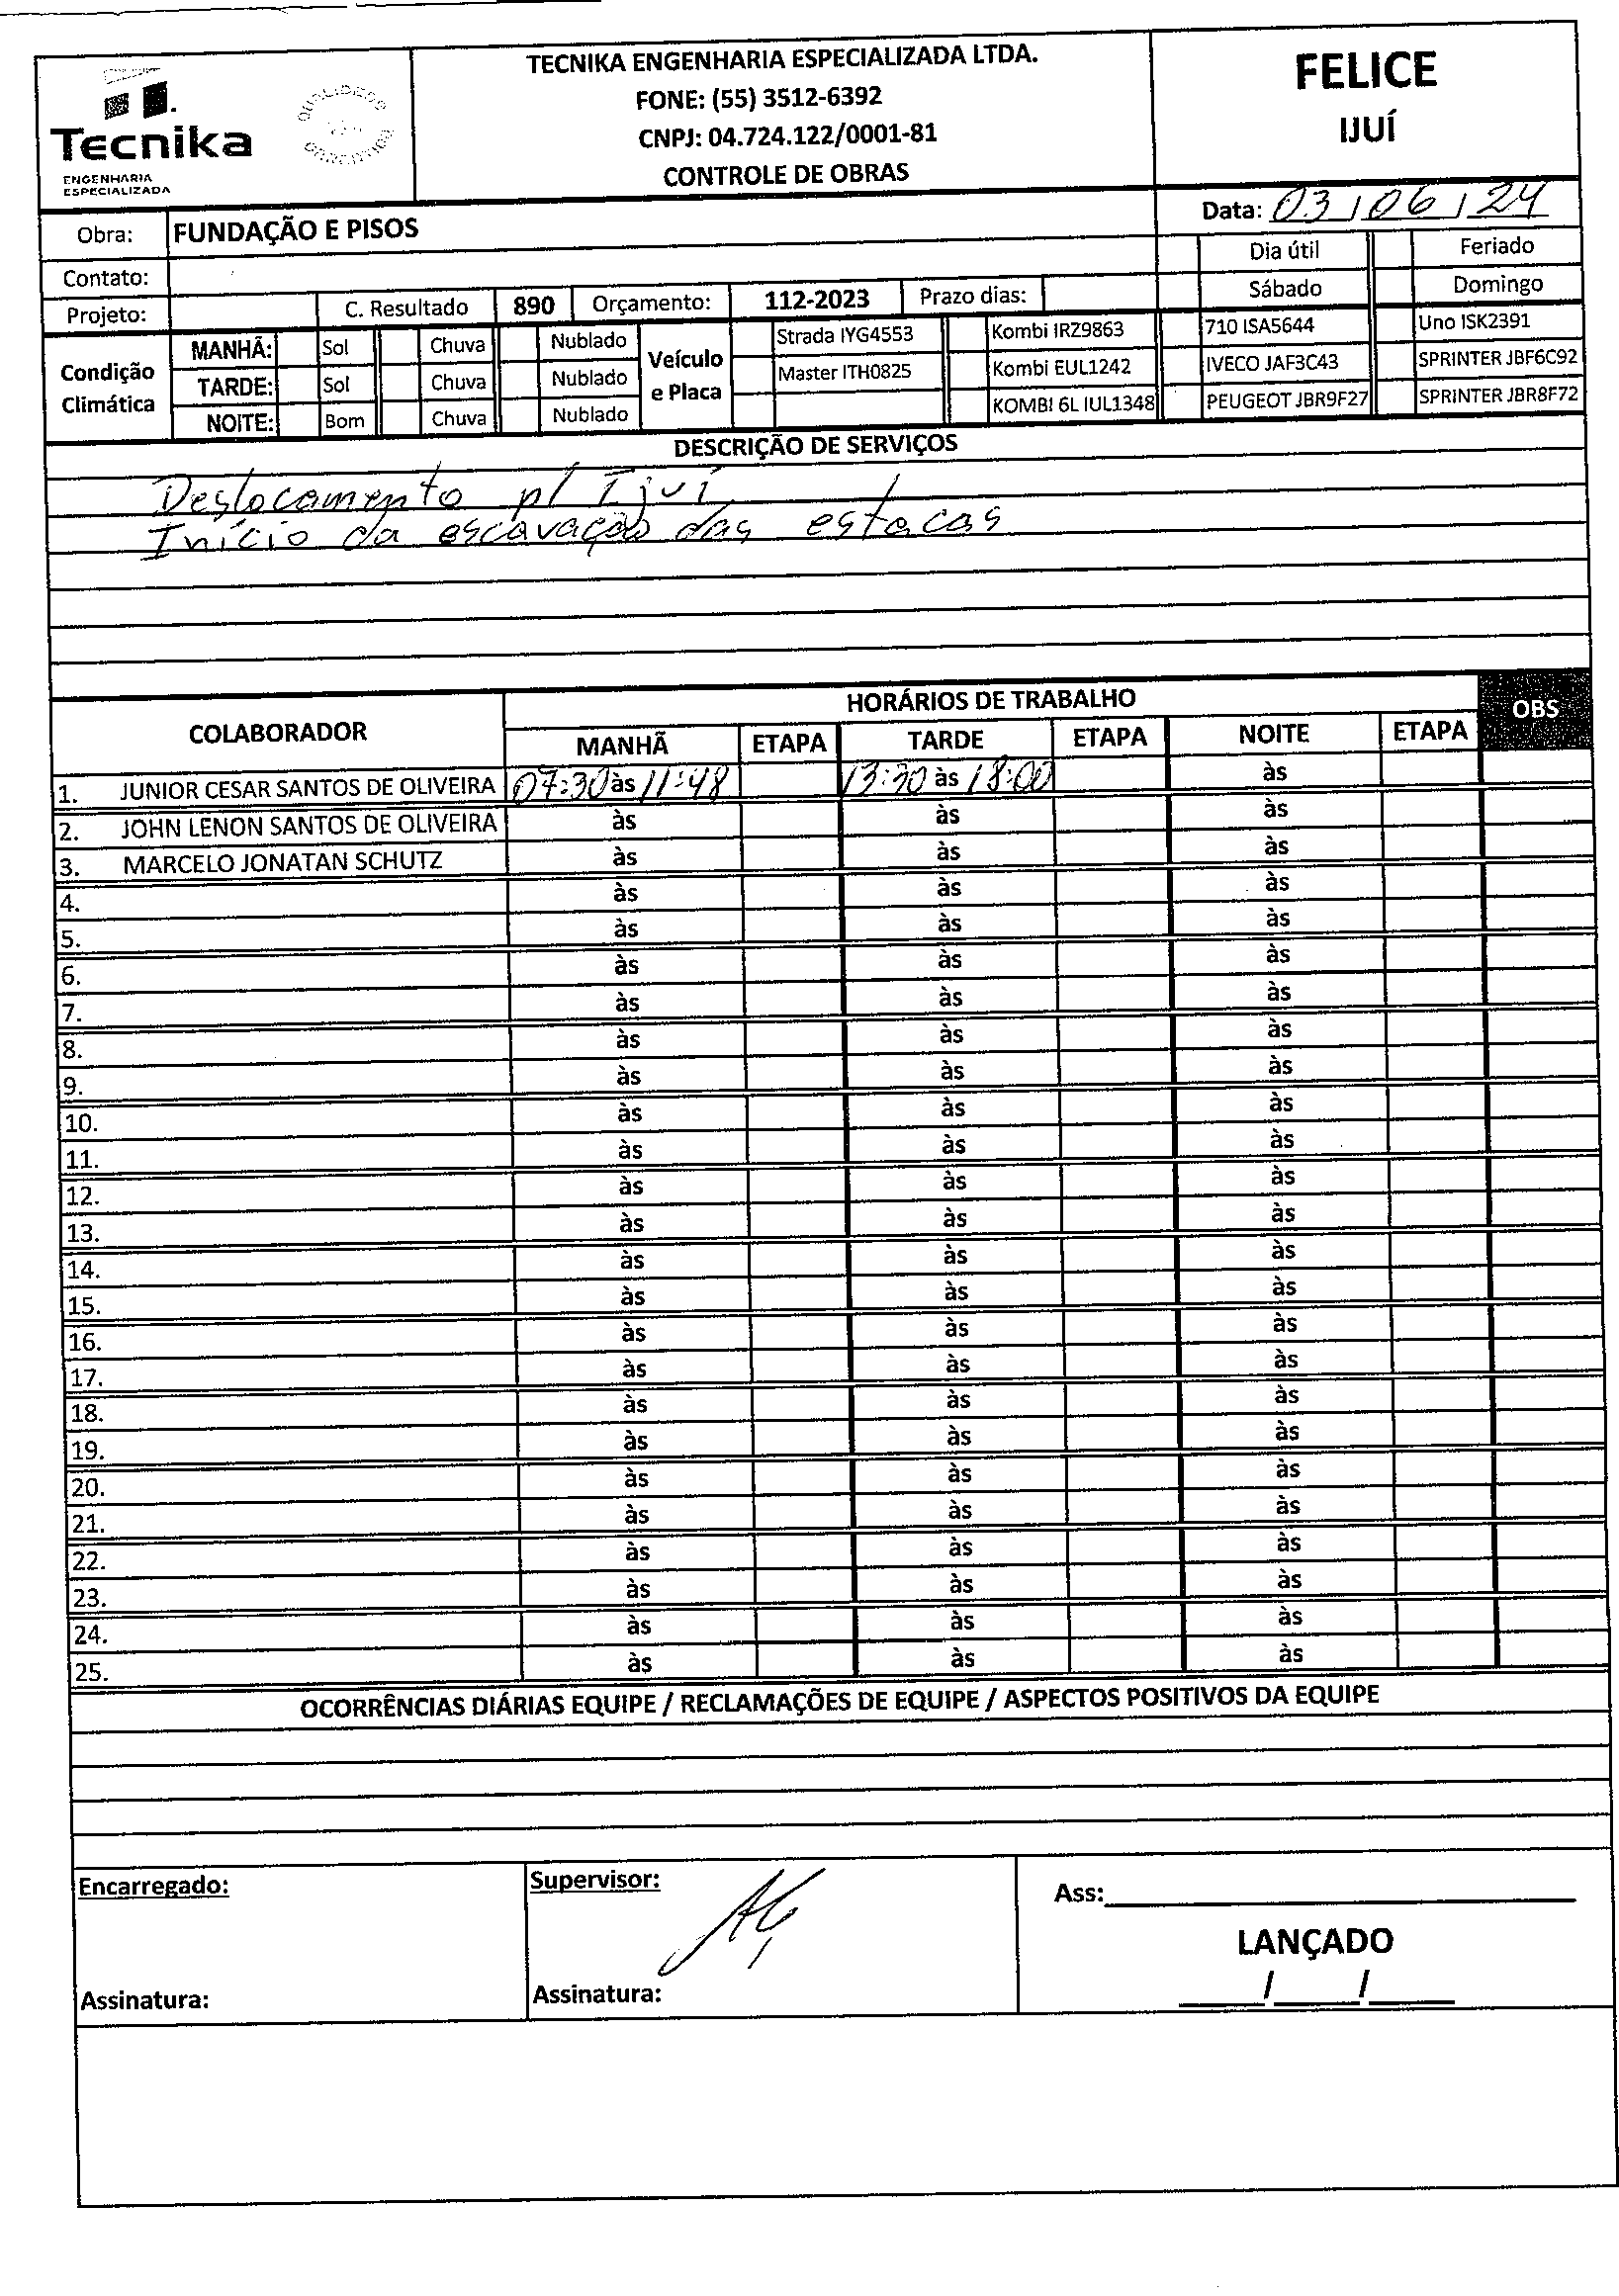 TECNIKA ENGENHARIA ESPECIALIZADA LTDA.
FONE: (55) 3512-6392
CNPJ: 04.724.122/0001-81
CONTROLE DE OBRAS
FELICE
IJUÍ
Tecnika
ENGENHARIA
ESPECIALIZADA
Obra: FUNDAÇÃO E PISOS
Data: 03/06/24
Contato:
Dia útil Feriado
Projeto: C. Resultado 890 Orçamento: 112-2023 Prazo dias:
Sábado Domingo
Condição Climática
MANHÃ: Sol Chuva Nublado
TARDE: Sol Chuva Nublado
NOITE: Bom Chuva Nublado
Veículo e Placa
Strada IYG4553 Kombi IRZ9863 710 ISA5644 Uno ISK2391
Master ITH0825 Kombi EUL1242 IVECO JAF3C43 SPRINTER JBF6C92
KOMBI 6L IUL1348 PEUGEOT JBR9F27 SPRINTER JBR8F72
DESCRIÇÃO DE SERVIÇOS
Deslocamento p/ Ijuí
Início da escavação das estacas
COLABORADOR HORÁRIOS DE TRABALHO OBS
MANHÃ ETAPA TARDE ETAPA NOITE ETAPA
1. JUNIOR CESAR SANTOS DE OLIVEIRA 07:30 às 11:48 13:30 às 18:00 às
2. JOHN LENON SANTOS DE OLIVEIRA às às às
3. MARCELO JONATAN SCHUTZ às às às
4. às às às
5. às às às
6. às às às
7. às às às
8. às às às
9. às às às
10. às às às
11. às às às
12. às às às
13. às às às
14. às às às
15. às às às
16. às às às
17. às às às
18. às às às
19. às às às
20. às às às
21. às às às
22. às às às
23. às às às
24. às às às
25. às às às
OCORRÊNCIAS DIÁRIAS EQUIPE / RECLAMAÇÕES DE EQUIPE / ASPECTOS POSITIVOS DA EQUIPE
Encarregado:
Supervisor:
Ass:
LANÇADO
/ /
Assinatura:
Assinatura: